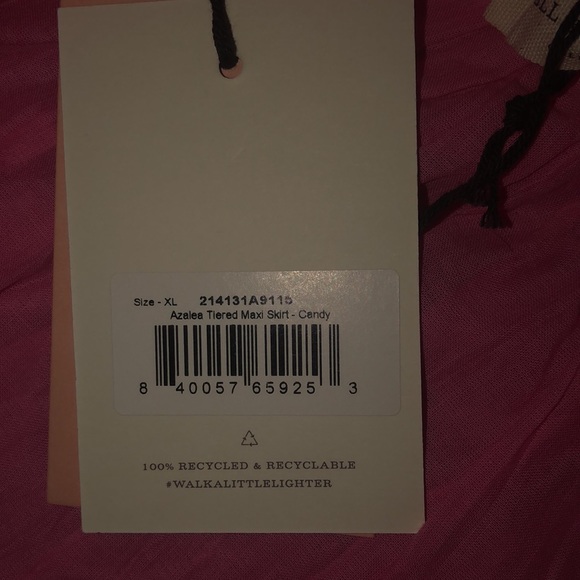 Size - XL 214131A9115
Azalea Tiered Maxi Skirt - Candy
8 40057 65925 3
100% RECYCLED & RECYCLABLE
#WALKALITTLELIGHTER